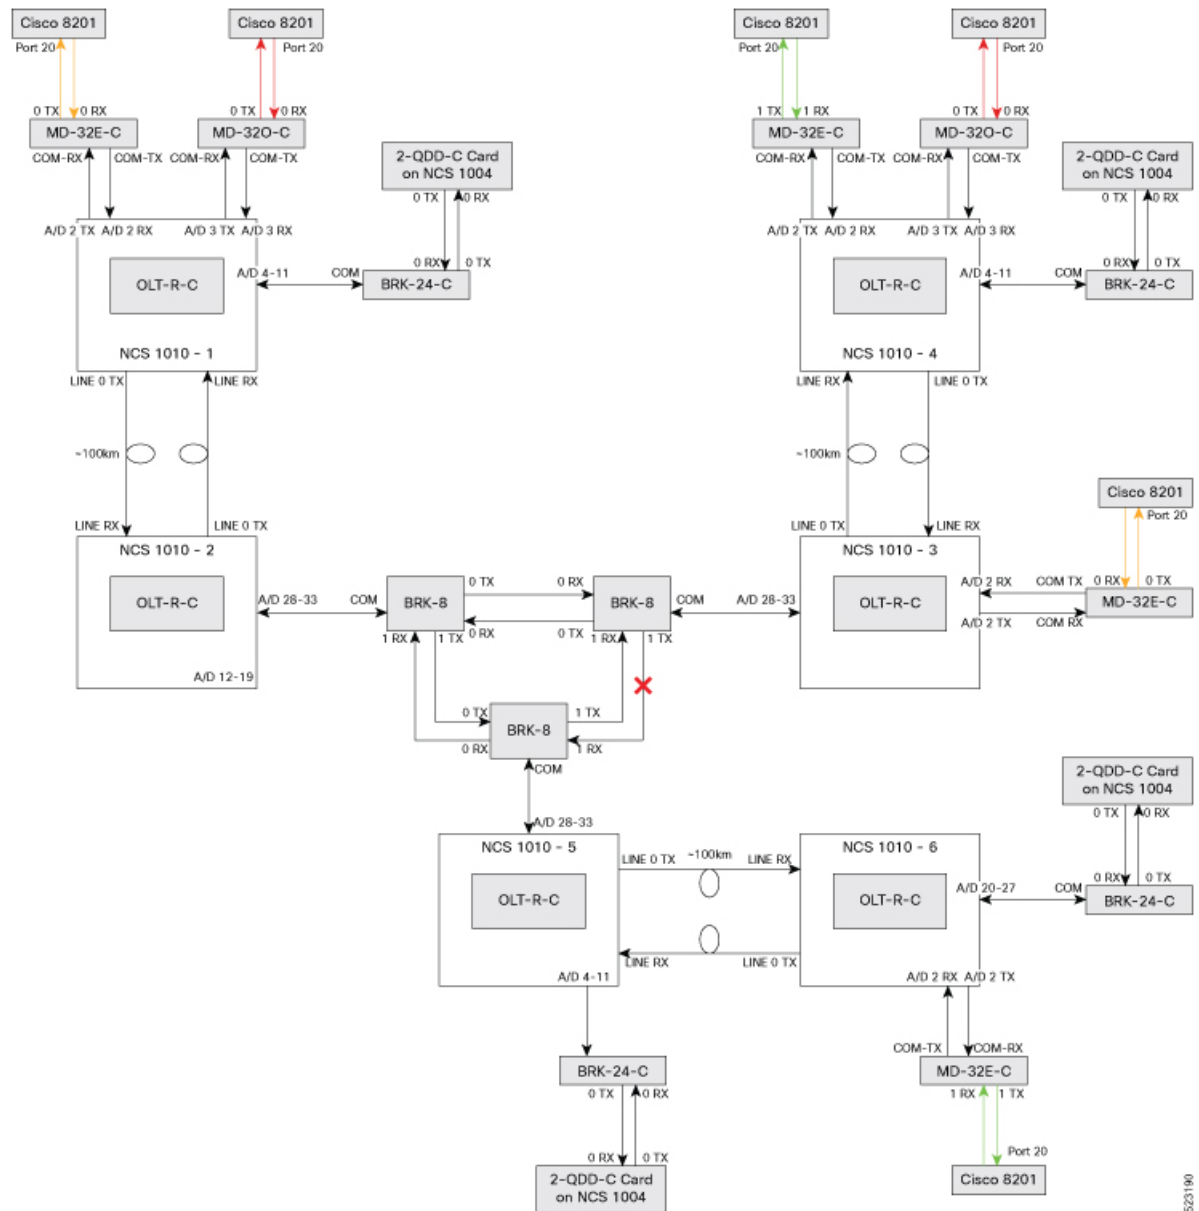 Cisco 8201
Cisco 8201
Cisco 8201
Cisco 8201
Port 20
Port 20
Port 20
Port 20
0 TX
0 RX
0 TX
0 RX
1 TX
1 RX
0 TX
0 RX
MD-32E-C
MD-32O-C
MD-32E-C
MD-32O-C
COM-RX
COM-TX
COM-RX
COM-TX
COM-RX
COM-TX
COM-RX
COM-TX
2-QDD-C Card
on NCS 1004
2-QDD-C Card
on NCS 1004
0 TX
0 RX
0 TX
0 RX
A/D 2 TX
A/D 2 RX
A/D 3 TX
A/D 3 RX
A/D 2 TX
A/D 2 RX
A/D 3 TX
A/D 3 RX
0 RX
0 TX
0 RX
0 TX
A/D 4-11
COM
A/D 4-11
COM
OLT-R-C
BRK-24-C
OLT-R-C
BRK-24-C
NCS 1010 - 1
NCS 1010 - 4
LINE 0 TX
LINE RX
LINE RX
LINE 0 TX
~100km
~100km
Cisco 8201
Port 20
LINE RX
LINE 0 TX
LINE 0 TX
LINE RX
NCS 1010 - 2
NCS 1010 - 3
OLT-R-C
A/D 28-33
COM
BRK-8
0 TX
0 RX
0 RX
0 TX
BRK-8
COM
A/D 28-33
OLT-R-C
A/D 2 RX
COM TX
0 RX
0 TX
MD-32E-C
A/D 2 TX
COM RX
1 RX
1 TX
1 RX
1 TX
A/D 12-19
0 TX
1 TX
BRK-8
0 RX
1 RX
COM
A/D 28-33
2-QDD-C Card
on NCS 1004
0 TX
0 RX
NCS 1010 - 5
LINE 0 TX
~100km
LINE RX
NCS 1010 - 6
0 RX
0 TX
OLT-R-C
OLT-R-C
A/D 20-27
COM
BRK-24-C
LINE RX
LINE 0 TX
A/D 4-11
A/D 2 RX
A/D 2 TX
COM-TX
COM-RX
BRK-24-C
MD-32E-C
0 TX
0 RX
1 RX
1 TX
0 RX
0 TX
Port 20
2-QDD-C Card
on NCS 1004
Cisco 8201
523190